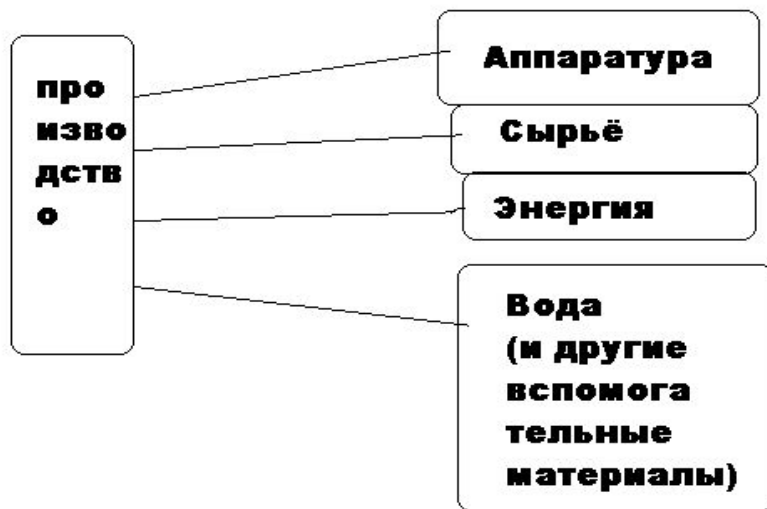 про
изво
дств
о
Аппаратура
Сырьё
Энергия
Вода
(и другие
вспомога
тельные
материалы)